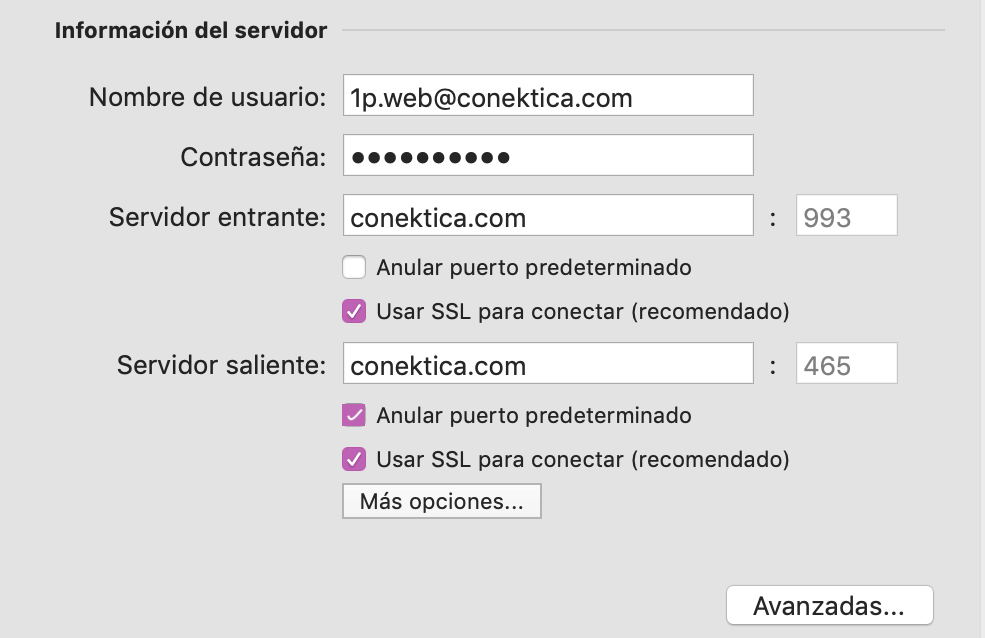 Información del servidor
Nombre de usuario: 1p.web@conektica.com
Contraseña: ●●●●●●●●●●
Servidor entrante: conektica.com : 993
Anular puerto predeterminado
Usar SSL para conectar (recomendado)
Servidor saliente: conektica.com : 465
Anular puerto predeterminado
Usar SSL para conectar (recomendado)
Más opciones...
Avanzadas...